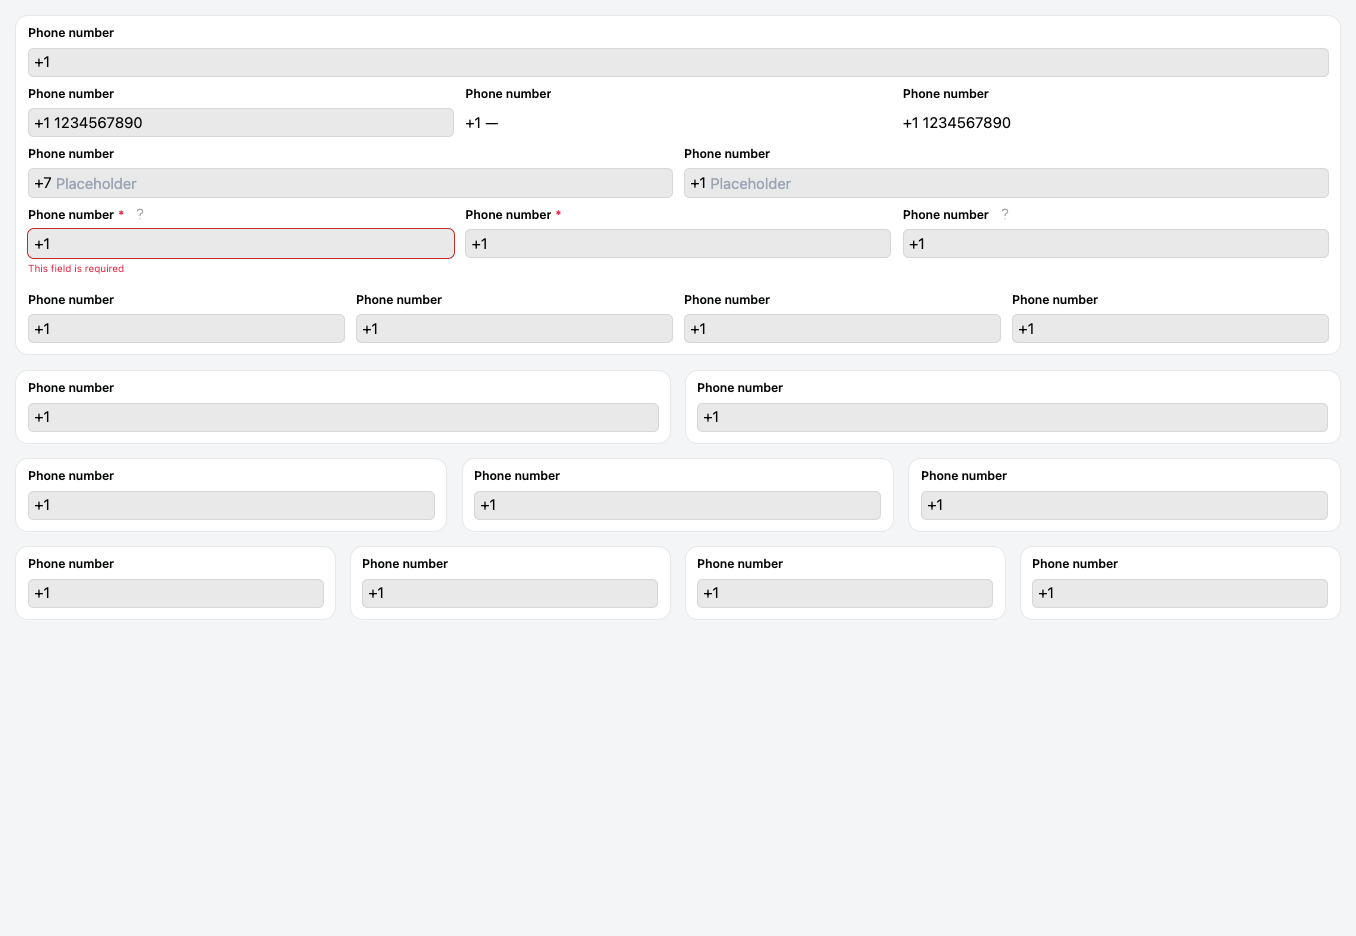 Phone number
+1
Phone number Phone number Phone number
+1 1234567890 +1 — +1 1234567890
Phone number Phone number
+7 Placeholder +1 Placeholder
Phone number * ? Phone number * Phone number ?
+1 +1 +1
This field is required
Phone number Phone number Phone number Phone number
+1 +1 +1 +1
Phone number Phone number
+1 +1
Phone number Phone number Phone number
+1 +1 +1
Phone number Phone number Phone number Phone number
+1 +1 +1 +1